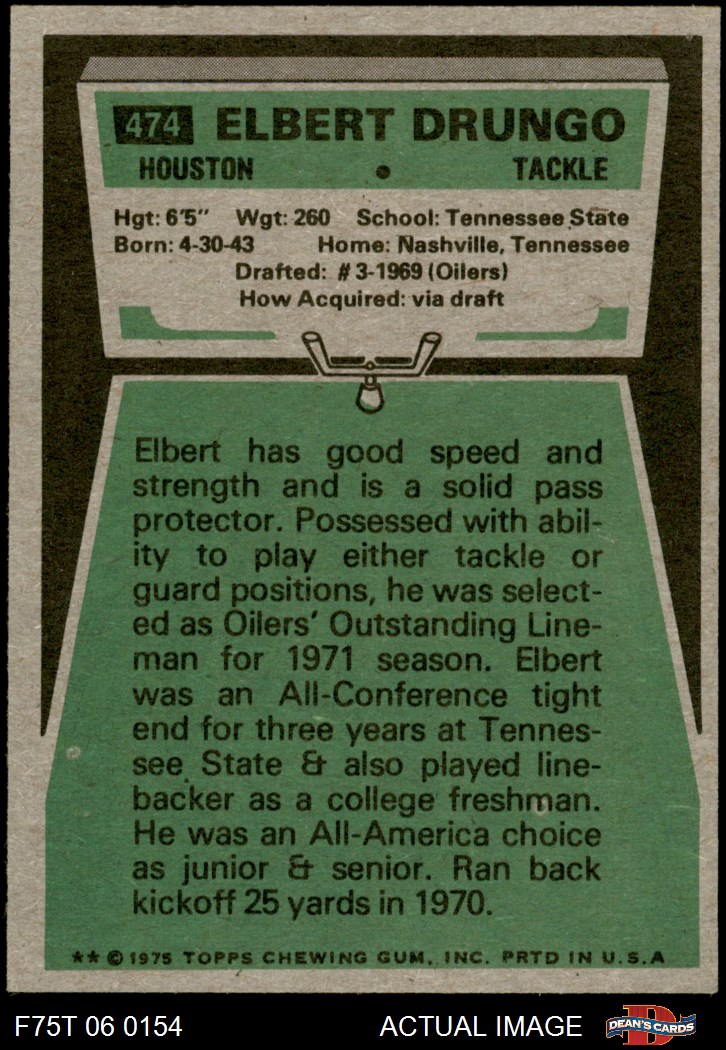 474 ELBERT DRUNGO
HOUSTON • TACKLE
Hgt: 6'5" Wgt: 260 School: Tennessee State
Born: 4-30-43 Home: Nashville, Tennessee
Drafted: #3-1969 (Oilers)
How Acquired: via draft
Elbert has good speed and
strength and is a solid pass
protector. Possessed with abil-
ity to play either tackle or
guard positions, he was select-
ed as Oilers' Outstanding Line-
man for 1971 season. Elbert
was an All-Conference tight
end for three years at Tennes-
see State & also played line-
backer as a college freshman.
He was an All-America choice
as junior & senior. Ran back
kickoff 25 yards in 1970.
** © 1975 TOPPS CHEWING GUM, INC. PRTD IN U.S.A
F75T 06 0154 ACTUAL IMAGE D DEAN'S CARDS